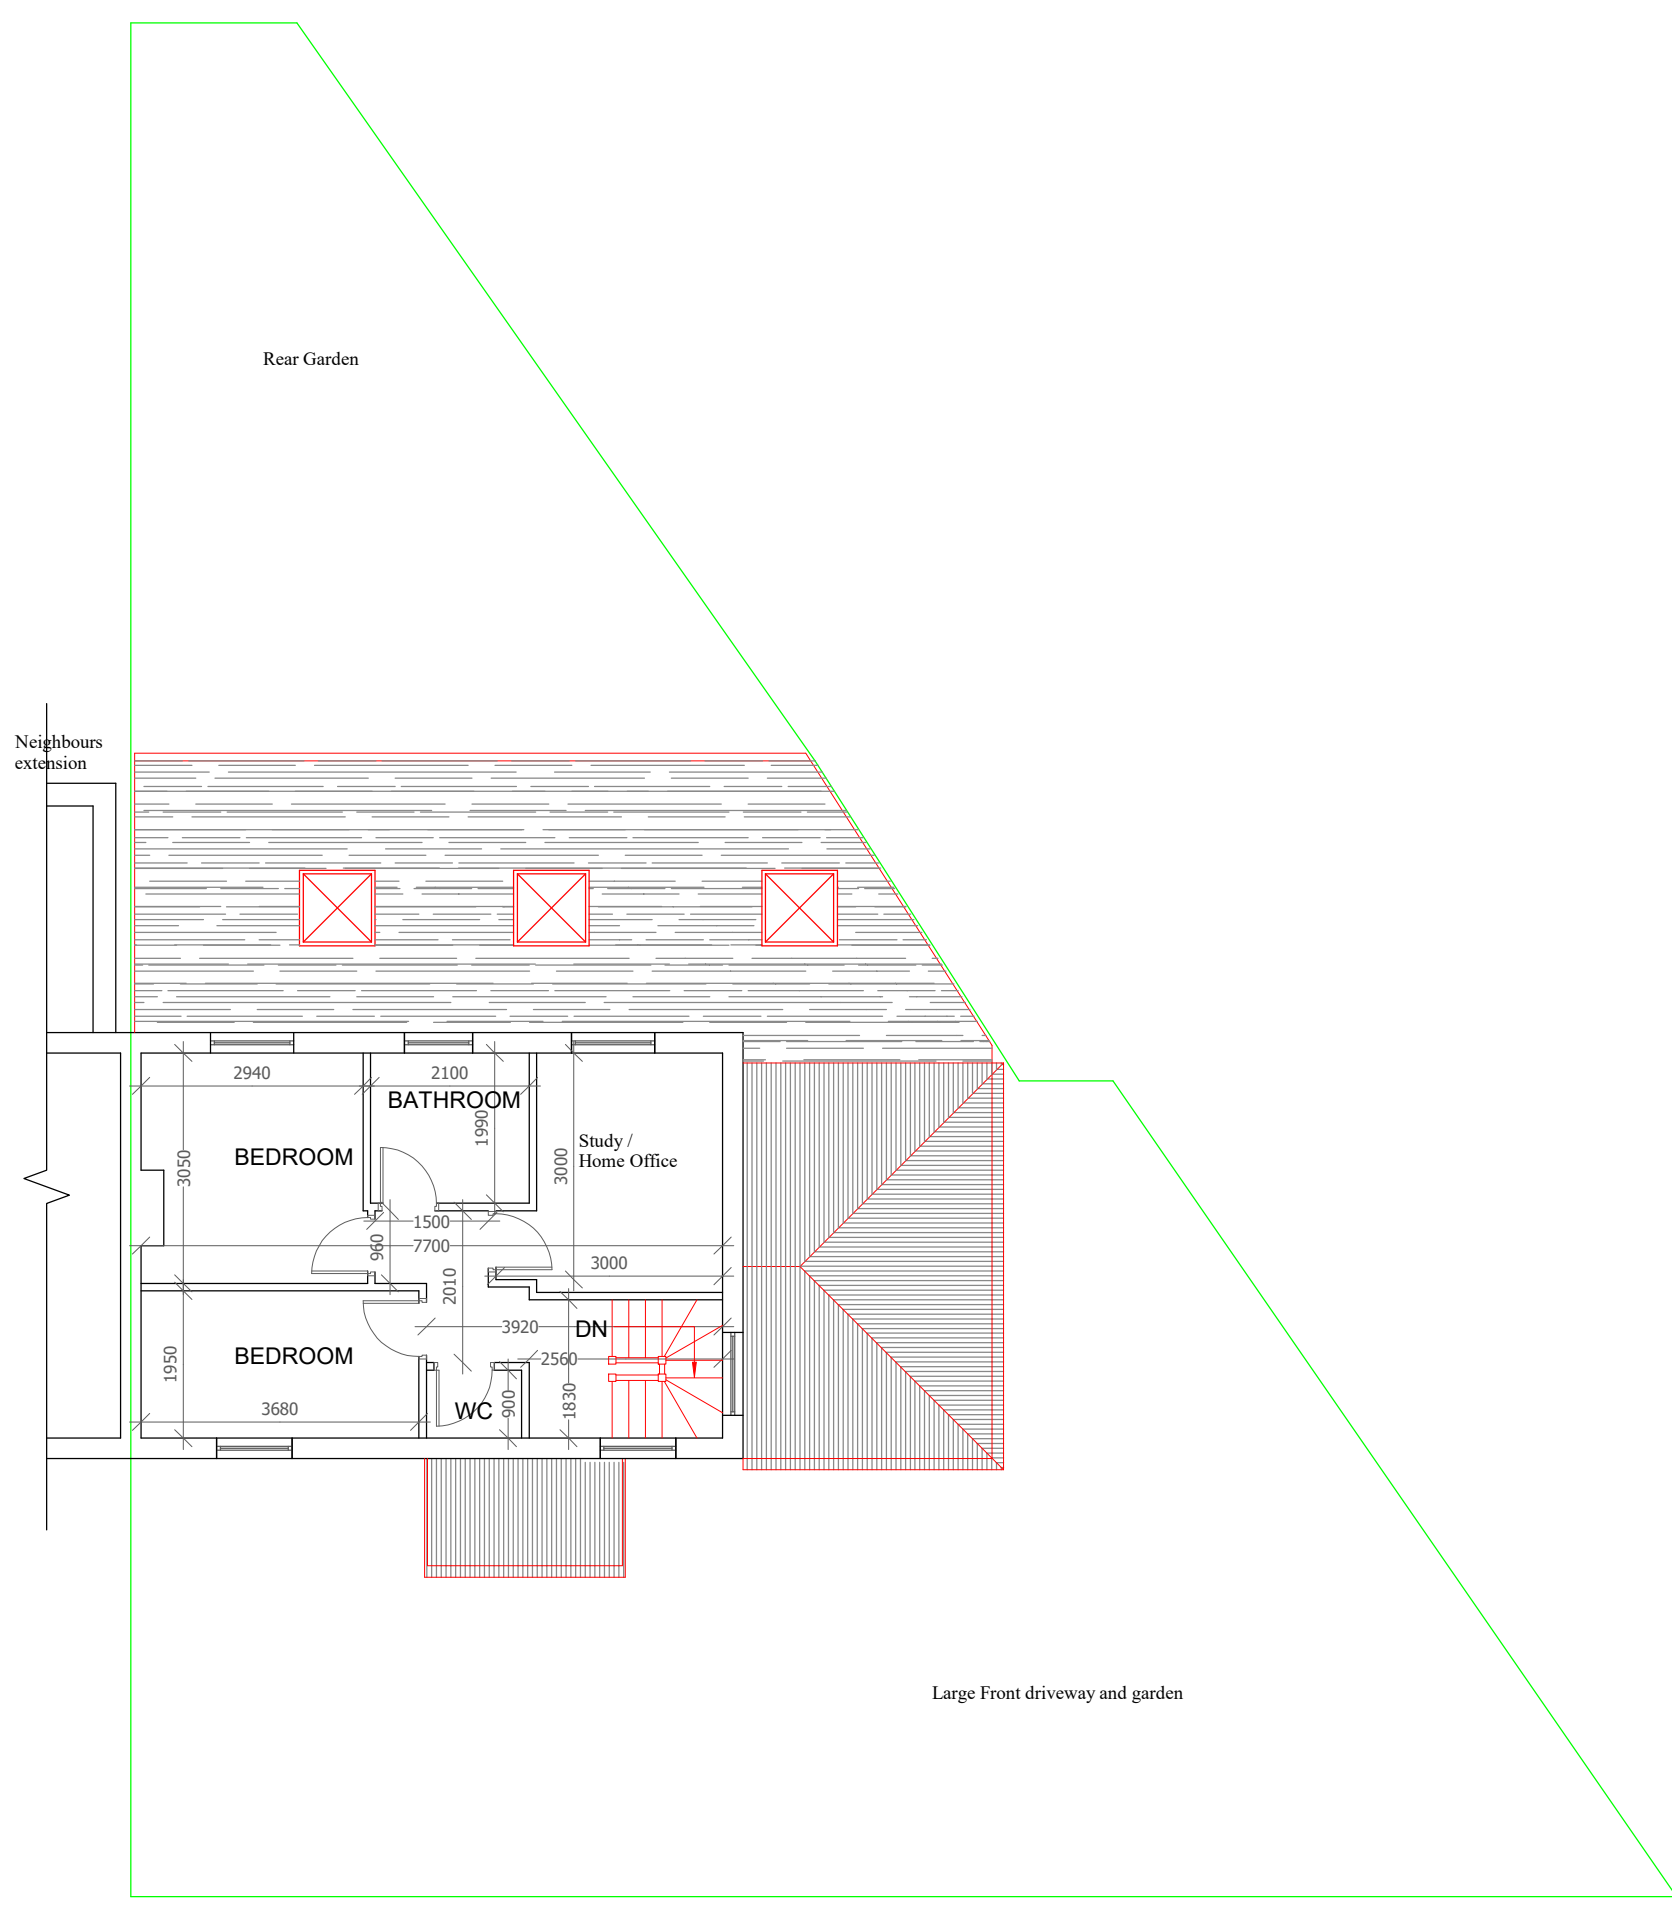 Rear Garden
Neighbours
extension
2940
2100
BATHROOM
1990
Study /
Home Office
BEDROOM
3050
3000
1500
960
7700
3000
2010
3920
DN
BEDROOM
1950
2560
3680
WC
900
1830
Large Front driveway and garden